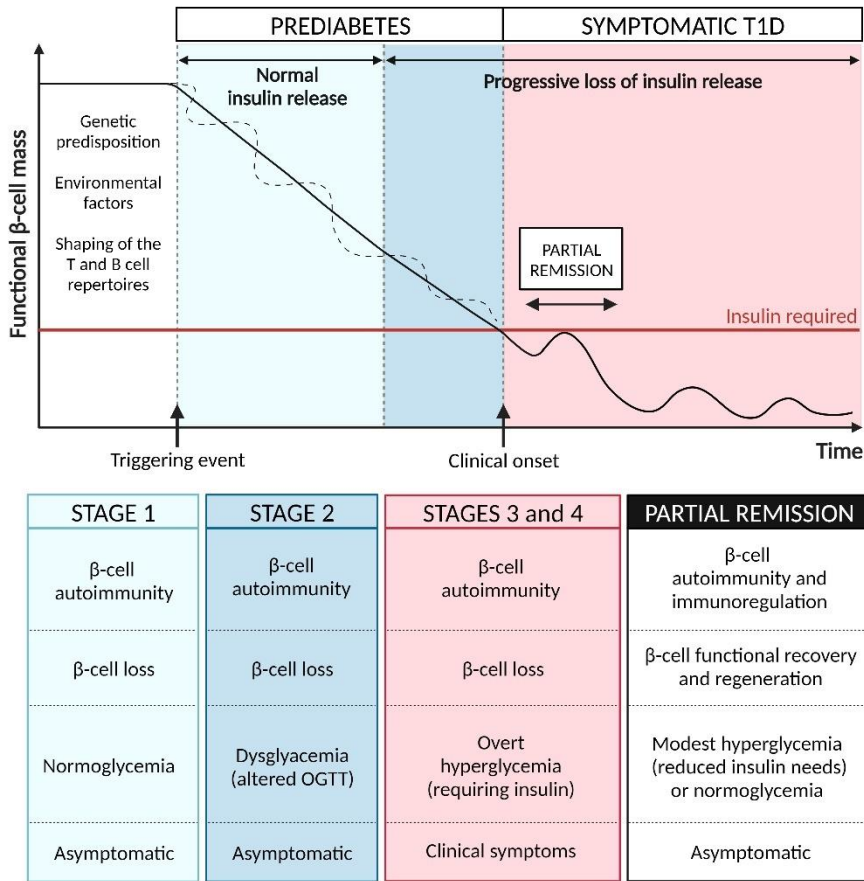 PREDIABETES
SYMPTOMATIC T1D
Normal
insulin release
Progressive loss of insulin release
Functional β-cell mass
Genetic
predisposition
Environmental
factors
Shaping of the
T and B cell
repertoires
PARTIAL
REMISSION
Insulin required
Time
Triggering event
Clinical onset
STAGE 1
β-cell
autoimmunity
β-cell loss
Normoglycemia
Asymptomatic
STAGE 2
β-cell
autoimmunity
β-cell loss
Dysglyacemia
(altered OGTT)
Asymptomatic
STAGES 3 and 4
β-cell
autoimmunity
β-cell loss
Overt
hyperglycemia
(requiring insulin)
Clinical symptoms
PARTIAL REMISSION
β-cell
autoimmunity and
immunoregulation
β-cell functional recovery
and regeneration
Modest hyperglycemia
(reduced insulin needs)
or normoglycemia
Asymptomatic